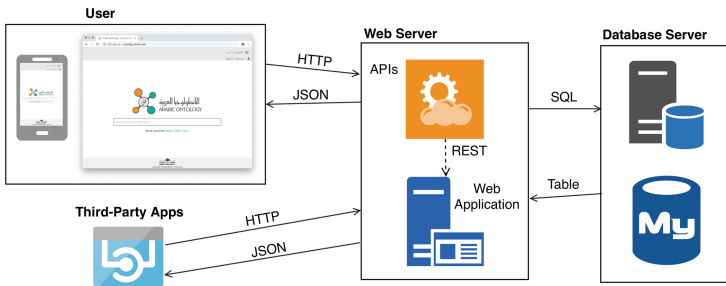 User
Web Server
Database Server
HTTP
JSON
APIs
SQL
REST
Web
Application
Table
Third-Party Apps
HTTP
JSON
My
الأنطولوجيا العربية
ARABIC ONTOLOGY